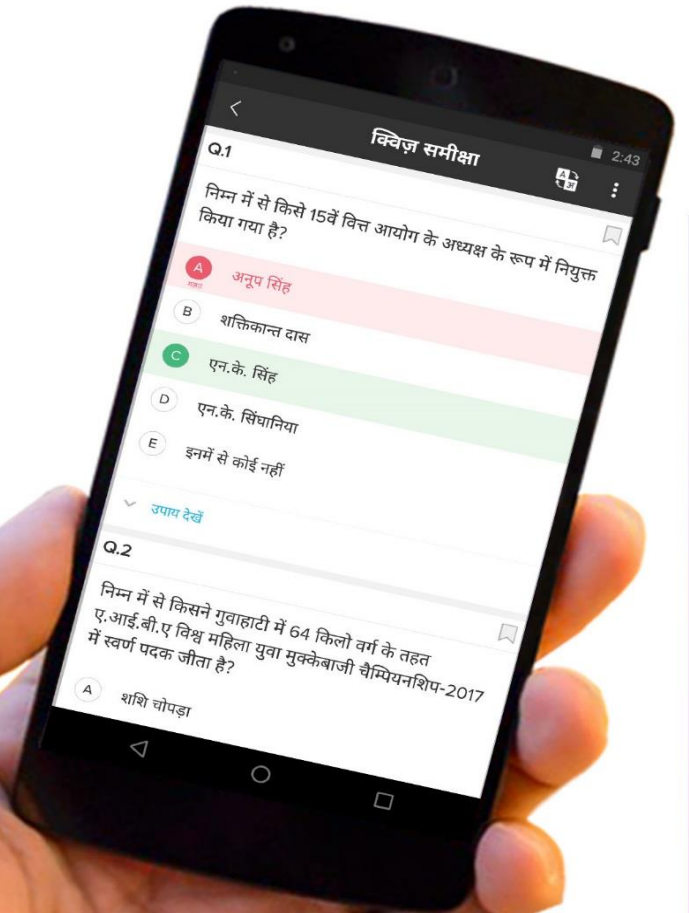 2:43
क्विज़ समीक्षा
Q.1
निम्न में से किसे 15वें वित्त आयोग के अध्यक्ष के रूप में नियुक्त
किया गया है?
A अनूप सिंह
गलत
B शक्तिकान्त दास
C एन.के. सिंह
D एन.के. सिंघानिया
E इनमें से कोई नहीं
उपाय देखें
Q.2
निम्न में से किसने गुवाहाटी में 64 किलो वर्ग के तहत
ए.आई.बी.ए विश्व महिला युवा मुक्केबाजी चैम्पियनशिप-2017
में स्वर्ण पदक जीता है?
A शशि चोपड़ा